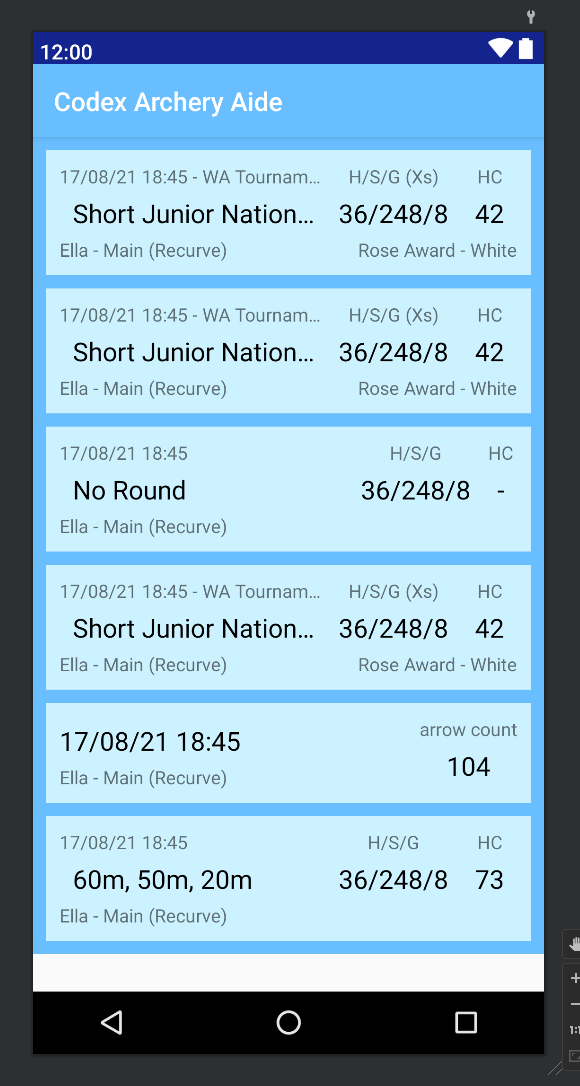 12:00
Codex Archery Aide
17/08/21 18:45 - WA Tournam... H/S/G (Xs) HC
Short Junior Nation... 36/248/8 42
Ella - Main (Recurve) Rose Award - White
17/08/21 18:45 - WA Tournam... H/S/G (Xs) HC
Short Junior Nation... 36/248/8 42
Ella - Main (Recurve) Rose Award - White
17/08/21 18:45 H/S/G HC
No Round 36/248/8 -
Ella - Main (Recurve)
17/08/21 18:45 - WA Tournam... H/S/G (Xs) HC
Short Junior Nation... 36/248/8 42
Ella - Main (Recurve) Rose Award - White
17/08/21 18:45 arrow count
Ella - Main (Recurve) 104
17/08/21 18:45 H/S/G HC
60m, 50m, 20m 36/248/8 73
Ella - Main (Recurve)